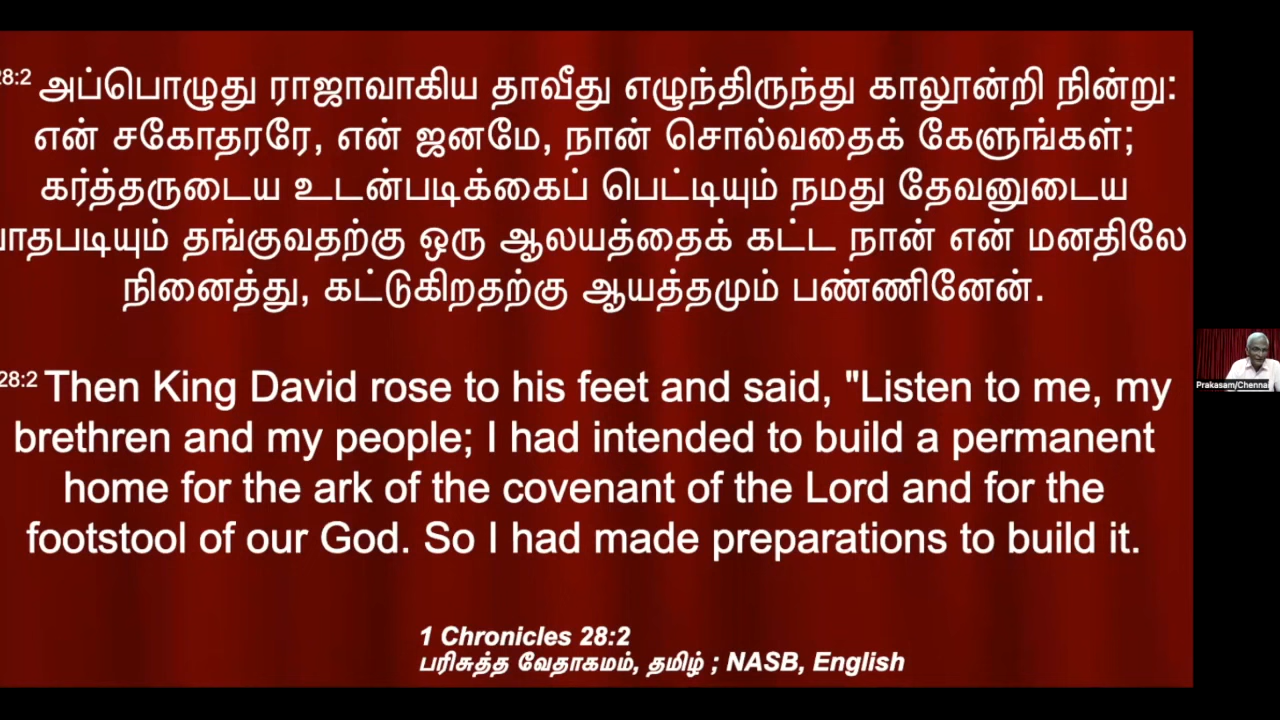 28:2 அப்பொழுது ராஜாவாகிய தாவீது எழுந்திருந்து காலூன்றி நின்று:
என் சகோதரரே, என் ஜனமே, நான் சொல்வதைக் கேளுங்கள்;
கர்த்தருடைய உடன்படிக்கைப் பெட்டியும் நமது தேவனுடைய
தங்குவதற்கு ஒரு ஆலயத்தைக் கட்ட நான் என் மனதிலே
நினைத்து, கட்டுகிறதற்கு ஆயத்தமும் பண்ணினேன்.
28:2 Then King David rose to his feet and said, "Listen to me, my
brethren and my people; I had intended to build a permanent
home for the ark of the covenant of the Lord and for the
footstool of our God. So I had made preparations to build it.
1 Chronicles 28:2
பரிசுத்த வேதாகமம், தமிழ் ; NASB, English
Prakasam/Chennai